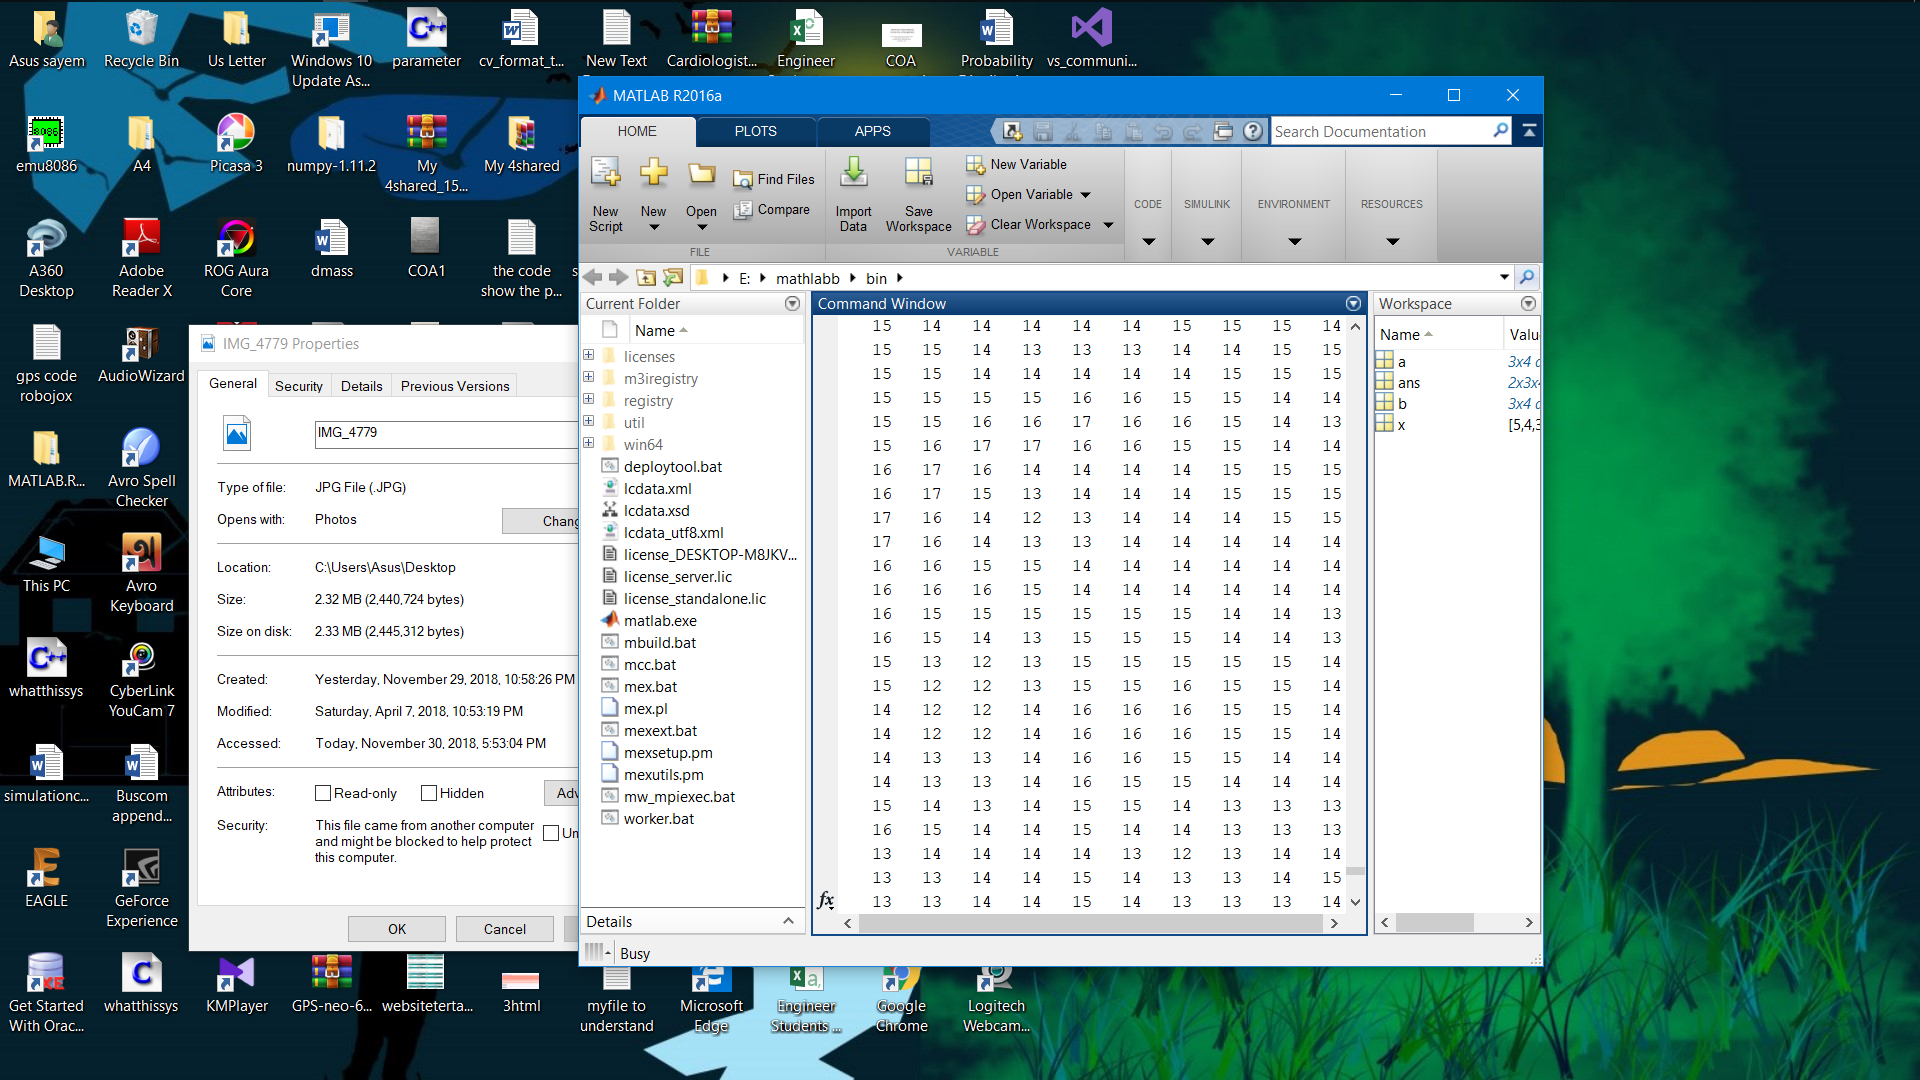 Asus sayem
Recycle Bin
Us Letter
Windows 10
Update As...
parameter
cv_format_t...
New Text
Cardiologist...
Engineer
COA
Probability
vs_communi...
emu8086
A4
Picasa 3
numpy-1.11.2
My
4shared_15...
My 4shared
A360
Desktop
Adobe
Reader X
ROG Aura
Core
dmass
COA1
the code
show the p...
gps code
robojox
AudioWizard
MATLAB.R...
Avro Spell
Checker
This PC
Avro
Keyboard
whatthissys
CyberLink
YouCam 7
simulationc...
Buscom
append...
EAGLE
GeForce
Experience
Get Started
With Orac...
whatthissys
KMPlayer
GPS-neo-6...
websiteterta...
3html
myfile to
understand
Microsoft
Edge
Engineer
Students ...
Google
Chrome
Logitech
Webcam...
IMG_4779 Properties
General Security Details Previous Versions
IMG_4779
Type of file: JPG File (.JPG)
Opens with: Photos Chang
Location: C:\Users\Asus\Desktop
Size: 2.32 MB (2,440,724 bytes)
Size on disk: 2.33 MB (2,445,312 bytes)
Created: Yesterday, November 29, 2018, 10:58:26 PM
Modified: Saturday, April 7, 2018, 10:53:19 PM
Accessed: Today, November 30, 2018, 5:53:04 PM
Attributes: Read-only Hidden Adv
Security: This file came from another computer
and might be blocked to help protect
this computer.
OK Cancel
MATLAB R2016a
HOME PLOTS APPS
Search Documentation
New
Script
New
Open
Find Files
Compare
Import
Data
Save
Workspace
New Variable
Open Variable
Clear Workspace
CODE SIMULINK ENVIRONMENT RESOURCES
FILE VARIABLE
E: mathlabb bin
Current Folder
Name
licenses
m3iregistry
registry
util
win64
deploytool.bat
lcdata.xml
lcdata.xsd
lcdata_utf8.xml
license_DESKTOP-M8JKV...
license_server.lic
license_standalone.lic
matlab.exe
mbuild.bat
mcc.bat
mex.bat
mex.pl
mexext.bat
mexsetup.pm
mexutils.pm
mw_mpiexec.bat
worker.bat
Details
Busy
Command Window
15 14 14 14 14 14 15 15 15 14
15 15 14 13 13 13 14 14 15 15
15 15 14 14 14 14 14 15 15 15
15 15 15 15 16 16 15 15 14 14
15 15 16 16 17 16 16 15 14 13
15 16 17 17 16 16 15 15 14 14
16 17 16 14 14 14 14 15 15 15
16 17 15 13 14 14 14 15 15 15
17 16 14 12 13 14 14 14 15 15
17 16 14 13 13 14 14 14 14 14
16 16 15 15 14 14 14 14 14 14
16 16 16 15 14 14 14 14 14 14
16 15 15 15 15 15 15 14 14 13
16 15 14 13 15 15 15 14 14 13
15 13 12 13 15 15 15 15 15 14
15 12 12 13 15 15 16 15 15 14
14 12 12 14 16 16 16 15 15 14
14 12 12 14 16 16 16 15 15 14
14 13 13 14 16 16 15 15 14 14
14 13 13 14 16 15 15 14 14 14
15 14 13 14 15 15 14 13 13 13
16 15 14 14 15 14 14 13 13 13
13 14 14 14 14 13 12 13 14 14
13 13 14 14 15 14 13 13 14 15
13 13 14 14 15 14 13 13 13 14
fx
Workspace
Name Valu
a 3x4
ans 2x3x
b 3x4
x [5,4,3